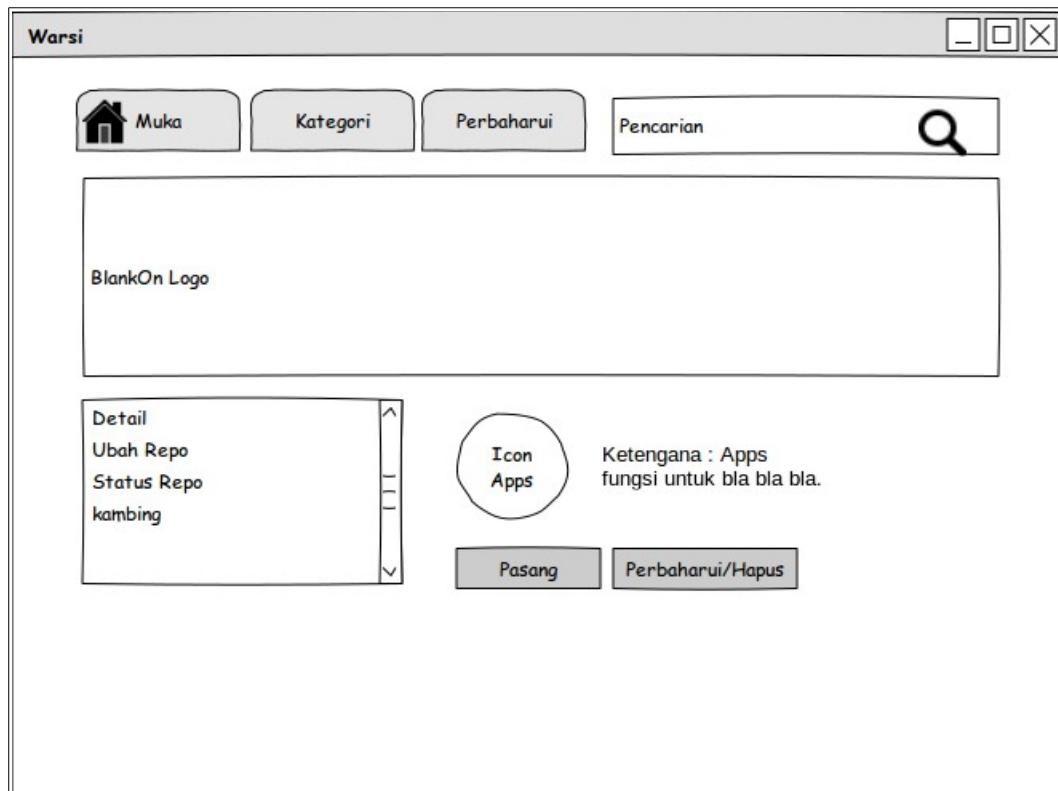 Warsi
Muka
Kategori
Perbaharui
Pencarian
BlankOn Logo
Detail
Ubah Repo
Status Repo
kambing
Icon
Apps
Ketengana : Apps
fungsi untuk bla bla bla.
Pasang
Perbaharui/Hapus